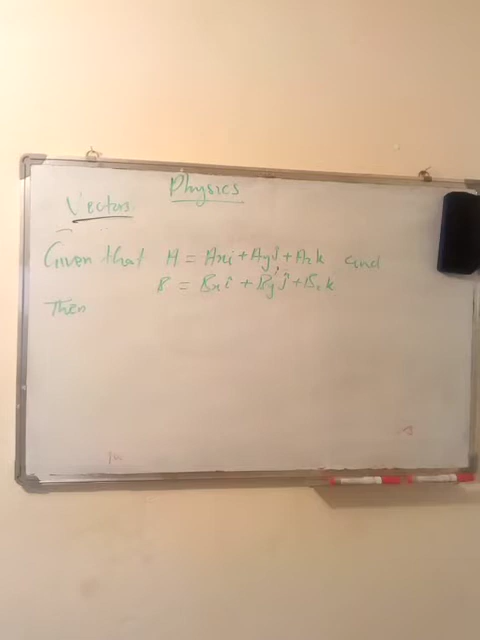 Physics
Vectors
Given that A = Axi + Ayj + Azk and
B = Bxi + Byj + Bzk
Then